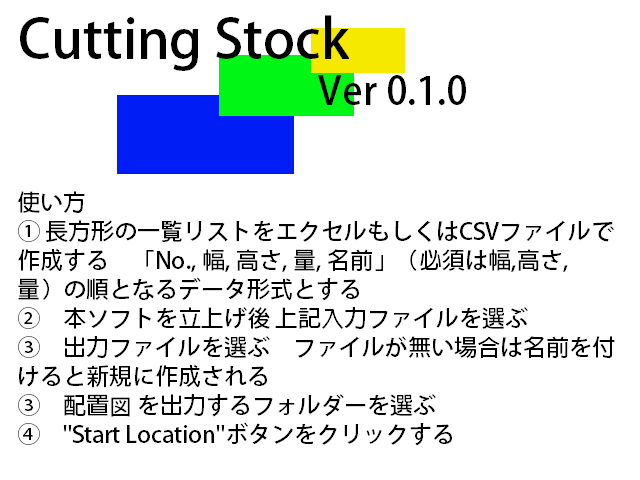 Cutting Stock
Ver 0.1.0
使い方
① 長方形の一覧リストをエクセルもしくはCSVファイルで
作成する　「No., 幅, 高さ, 量, 名前」（必須は幅,高さ,
量）の順となるデータ形式とする
②　本ソフトを立上げ後 上記入力ファイルを選ぶ
③　出力ファイルを選ぶ　ファイルが無い場合は名前を付
けると新規に作成される
③　配置図 を出力するフォルダーを選ぶ
④　"Start Location"ボタンをクリックする